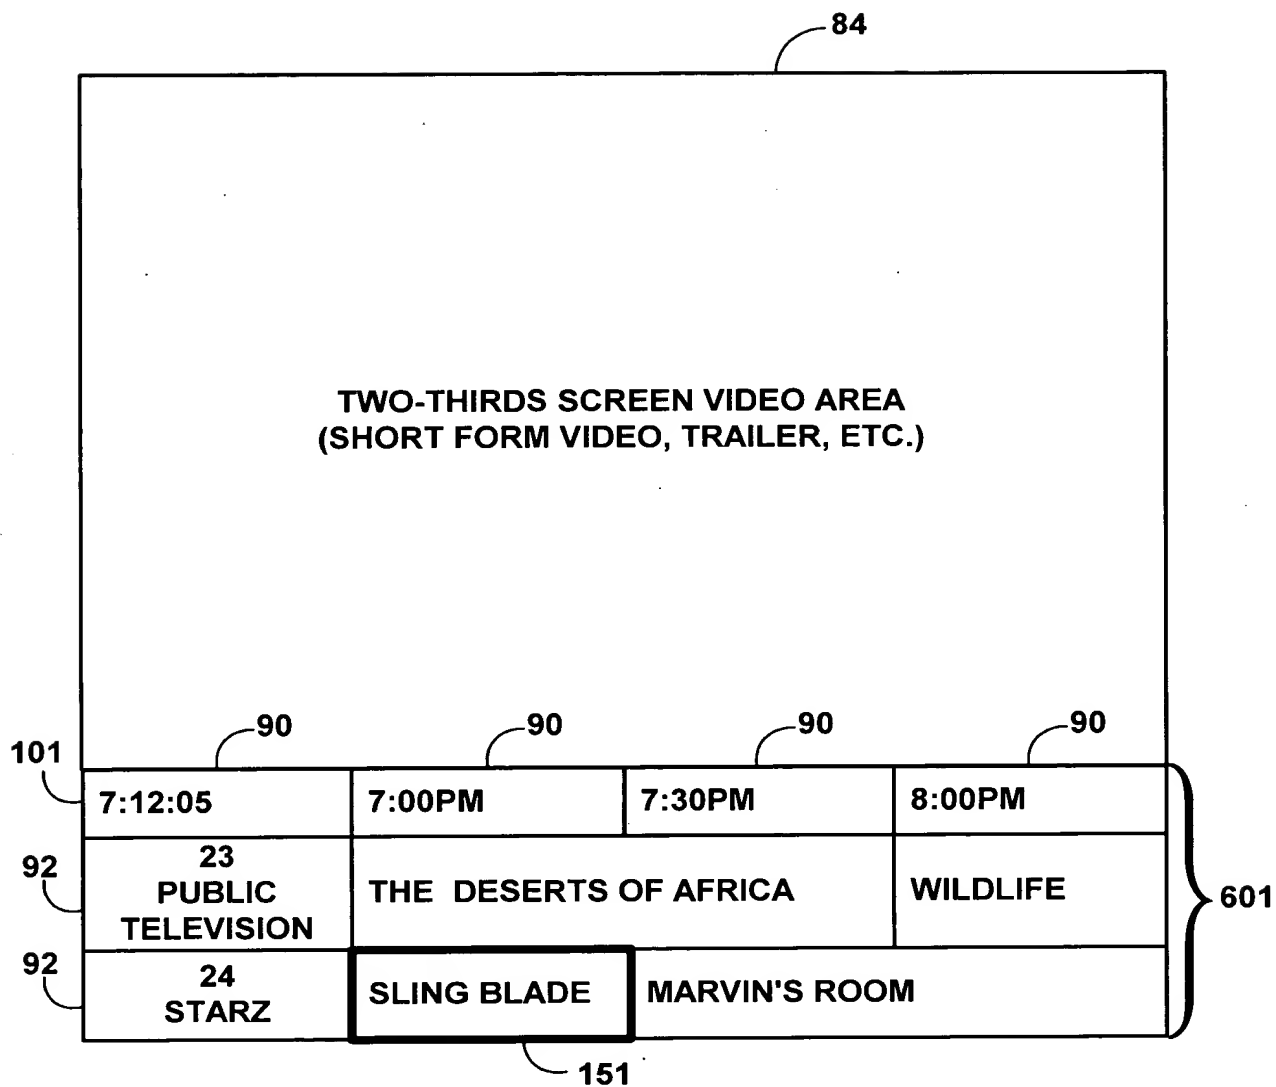 84
TWO-THIRDS SCREEN VIDEO AREA
(SHORT FORM VIDEO, TRAILER, ETC.)
90 90 90 90
101
7:12:05 7:00PM 7:30PM 8:00PM
92
23
PUBLIC
TELEVISION
THE DESERTS OF AFRICA
WILDLIFE
601
92
24
STARZ
SLING BLADE
MARVIN'S ROOM
151